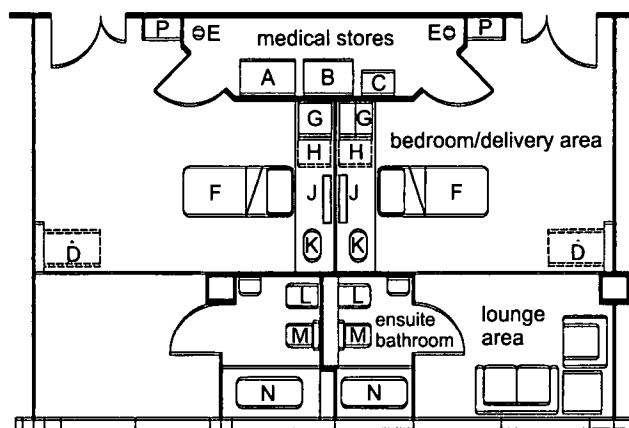 P E E P
medical stores
A B C
G G
bedroom/delivery area
H H
F J J F
K K
D D
L L
lounge
area
M M
ensuite
bathroom
N N